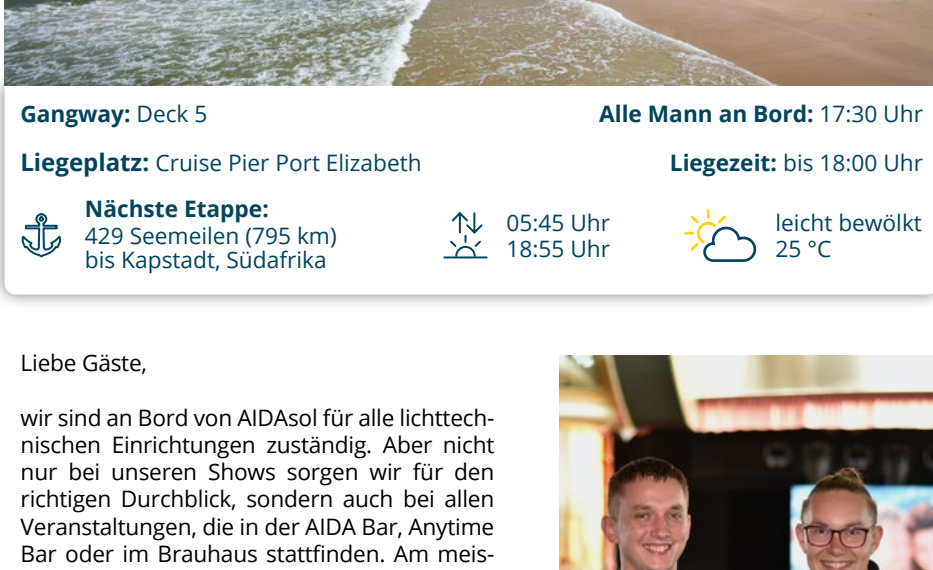 Gangway: Deck 5
Alle Mann an Bord: 17:30 Uhr
Liegeplatz: Cruise Pier Port Elizabeth
Liegezeit: bis 18:00 Uhr
Nächste Etappe:
429 Seemeilen (795 km)
bis Kapstadt, Südafrika
05:45 Uhr
18:55 Uhr
leicht bewölkt
25 °C
Liebe Gäste,
wir sind an Bord von AIDAsol für alle lichttech-
nischen Einrichtungen zuständig. Aber nicht
nur bei unseren Shows sorgen wir für den
richtigen Durchblick, sondern auch bei allen
Veranstaltungen, die in der AIDA Bar, Anytime
Bar oder im Brauhaus stattfinden. Am meis-